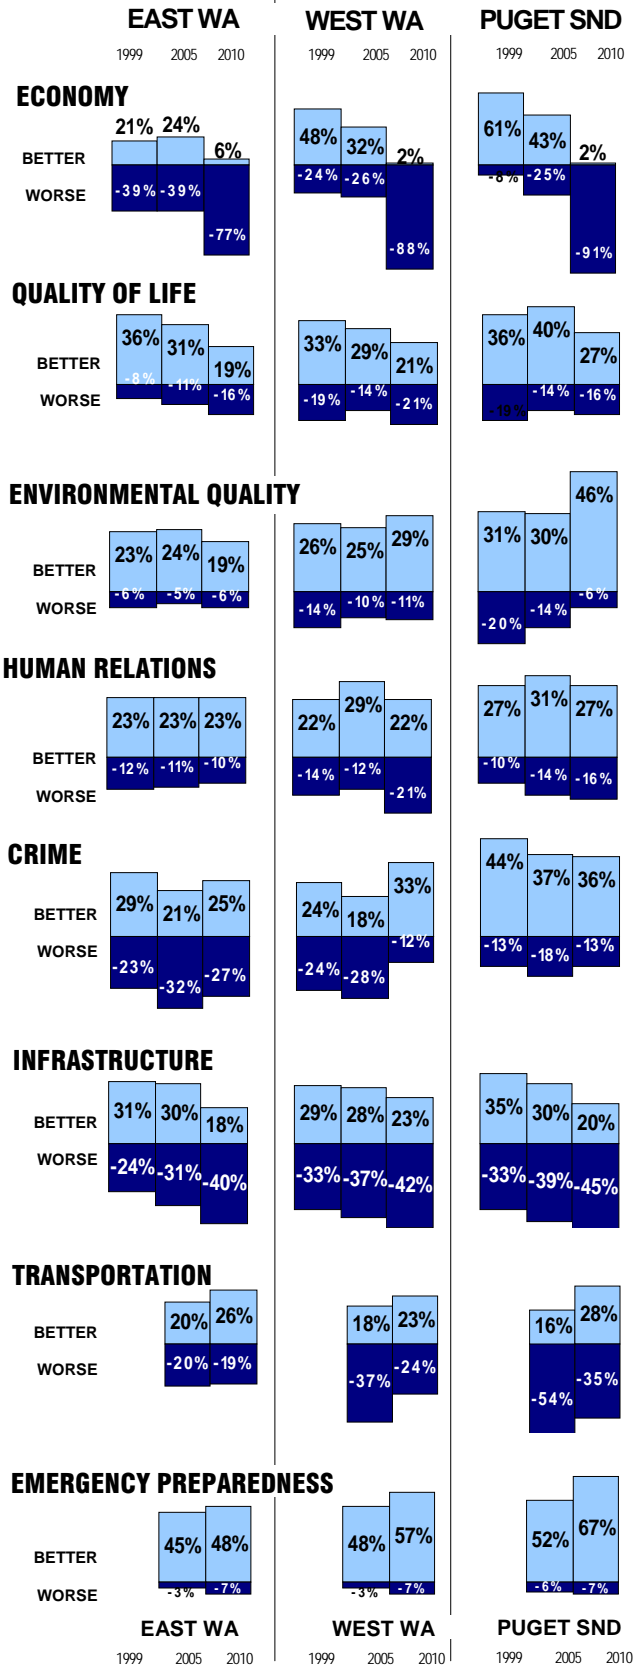 EAST WA WEST WA PUGET SND
1999 2005 2010 1999 2005 2010 1999 2005 2010
ECONOMY
21% 24% 6% 48% 32% 2% 61% 43% 2%
BETTER
WORSE
-39% -39% -77% -24% -26% -88% -8% -25% -91%
QUALITY OF LIFE
36% 31% 19% 33% 29% 21% 36% 40% 27%
BETTER
WORSE
-8% -11% -16% -19% -14% -21% -19% -14% -16%
ENVIRONMENTAL QUALITY
23% 24% 19% 26% 25% 29% 31% 30% 46%
BETTER
WORSE
-6% -5% -6% -14% -10% -11% -20% -14% -6%
HUMAN RELATIONS
23% 23% 23% 22% 29% 22% 27% 31% 27%
BETTER
WORSE
-12% -11% -10% -14% -12% -21% -10% -14% -16%
CRIME
29% 21% 25% 24% 18% 33% 44% 37% 36%
BETTER
WORSE
-23% -32% -27% -24% -28% -12% -13% -18% -13%
INFRASTRUCTURE
31% 30% 18% 29% 28% 23% 35% 30% 20%
BETTER
WORSE
-24% -31% -40% -33% -37% -42% -33% -39% -45%
TRANSPORTATION
20% 26% 18% 23% 16% 28%
BETTER
WORSE
-20% -19% -37% -24% -54% -35%
EMERGENCY PREPAREDNESS
45% 48% 48% 57% 52% 67%
BETTER
WORSE
-3% -7% -3% -7% -6% -7%
EAST WA WEST WA PUGET SND
1999 2005 2010 1999 2005 2010 1999 2005 2010